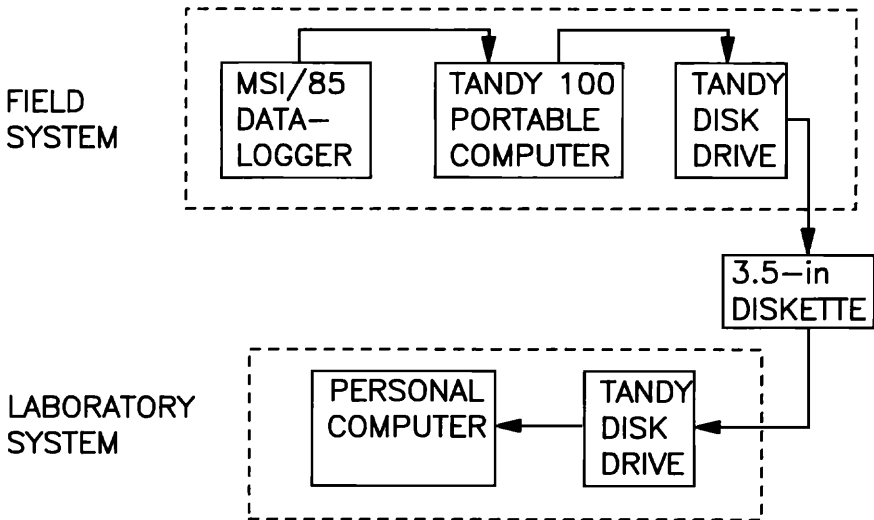 FIELD
SYSTEM
MSI/85
DATA-
LOGGER
TANDY 100
PORTABLE
COMPUTER
TANDY
DISK
DRIVE
3.5-in
DISKETTE
LABORATORY
SYSTEM
PERSONAL
COMPUTER
TANDY
DISK
DRIVE